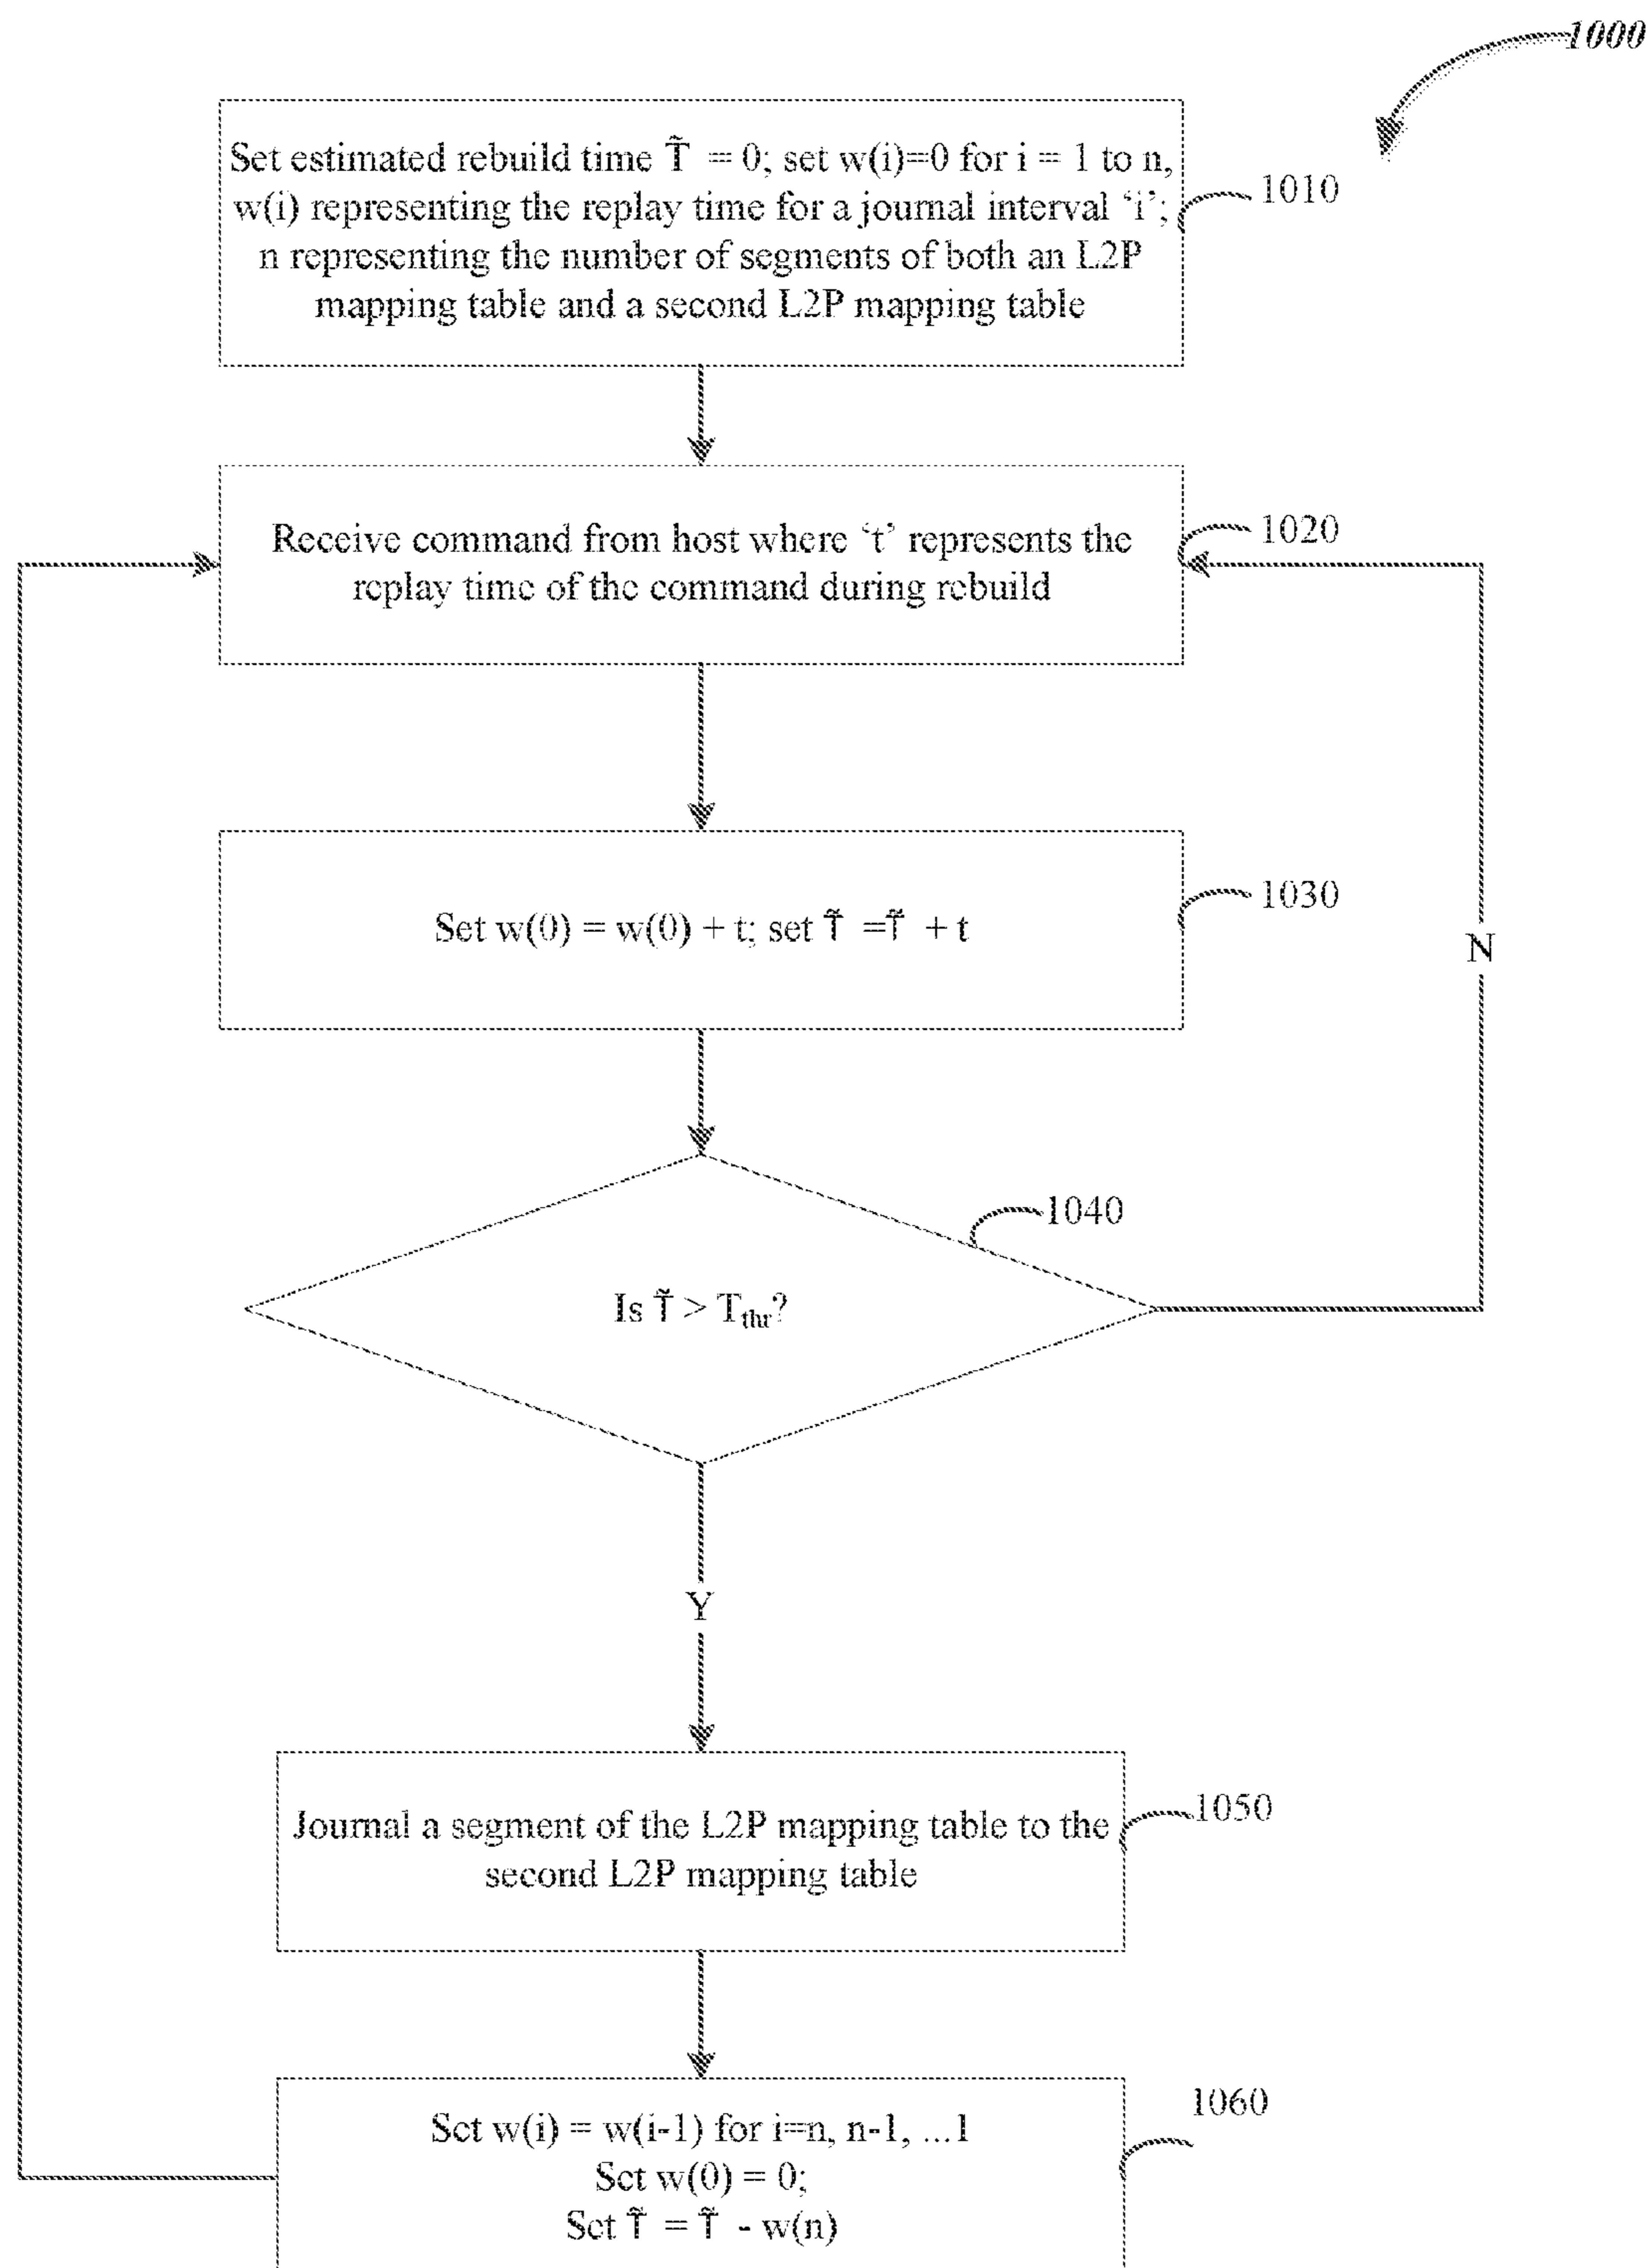 1000
Set estimated rebuild time T̃ = 0; set w(i)=0 for i = 1 to n,
w(i) representing the replay time for a journal interval ‘i’;
n representing the number of segments of both an L2P
mapping table and a second L2P mapping table
1010
Receive command from host where ‘t’ represents the
replay time of the command during rebuild
1020
Set w(0) = w(0) + t; set T̃ =T̃ + t
1030
N
1040
Is T̃ > Tthr?
Y
Journal a segment of the L2P mapping table to the
second L2P mapping table
1050
Set w(i) = w(i-1) for i=n, n-1, ...1
Set w(0) = 0;
Set T̃ = T̃ - w(n)
1060